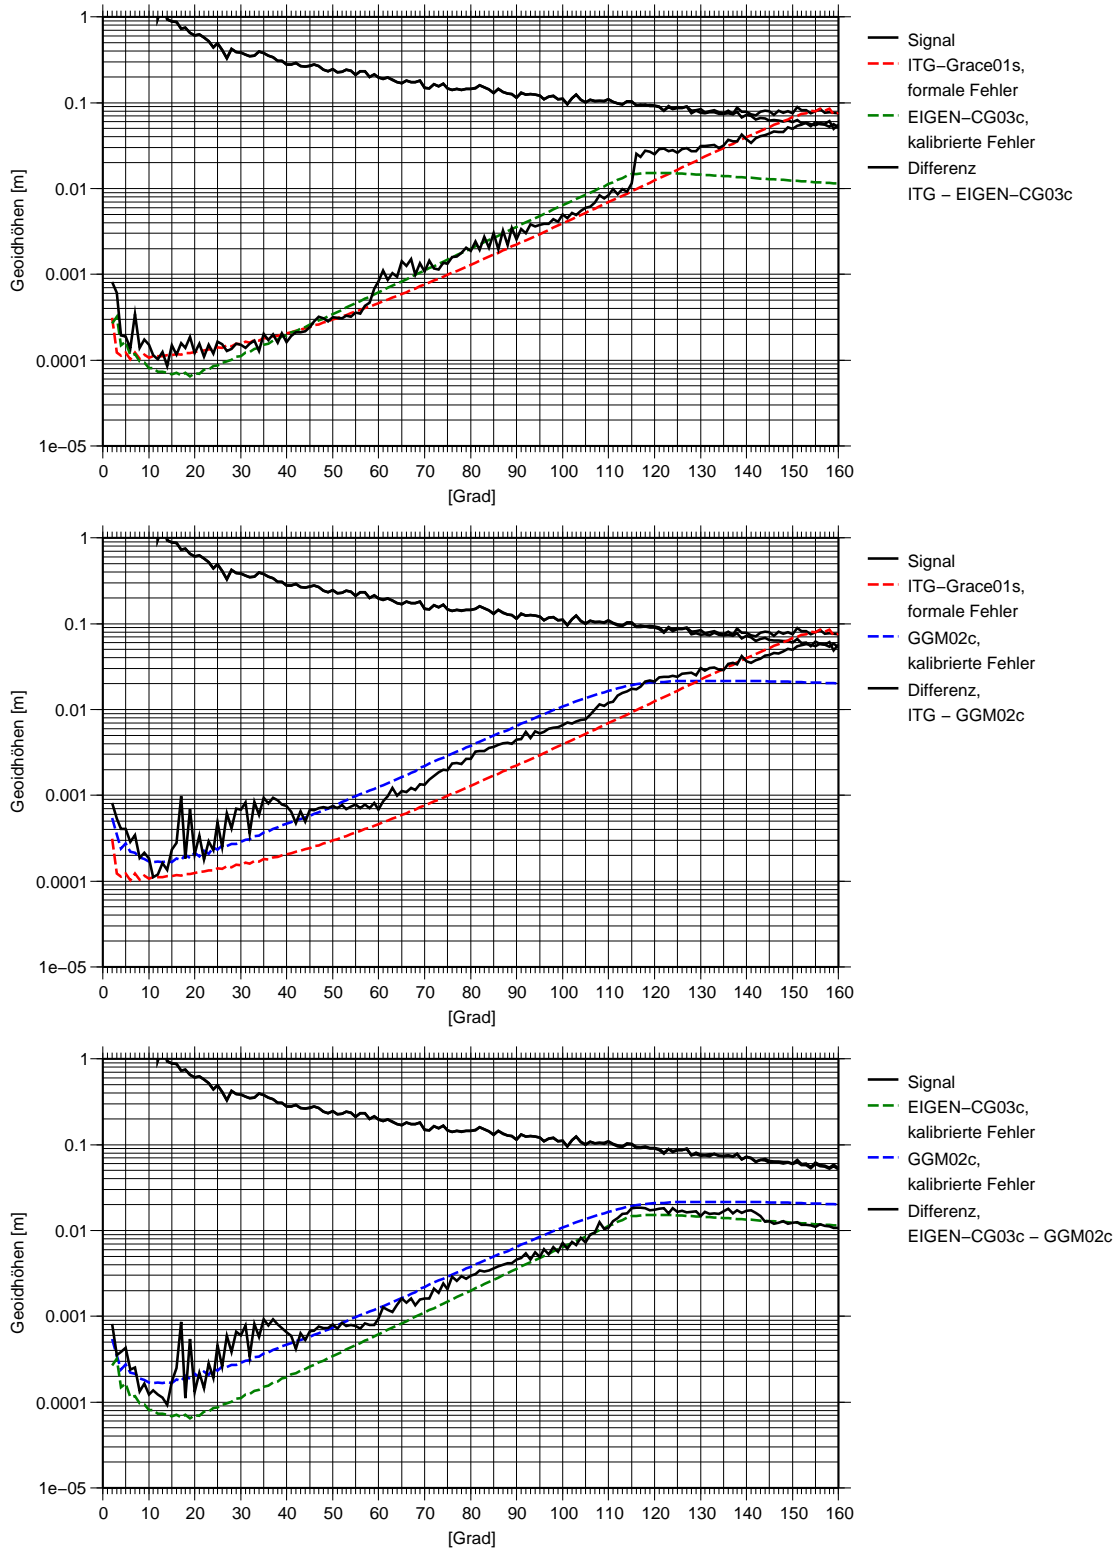 1
0.1
0.01
0.001
0.0001
1e−05
Geoidhöhen [m]
0 10 20 30 40 50 60 70 80 90 100 110 120 130 140 150 160
[Grad]
Signal
ITG−Grace01s,
formale Fehler
EIGEN−CG03c,
kalibrierte Fehler
Differenz
ITG − EIGEN−CG03c
1
0.1
0.01
0.001
0.0001
1e−05
Geoidhöhen [m]
0 10 20 30 40 50 60 70 80 90 100 110 120 130 140 150 160
[Grad]
Signal
ITG−Grace01s,
formale Fehler
GGM02c,
kalibrierte Fehler
Differenz,
ITG − GGM02c
1
0.1
0.01
0.001
0.0001
1e−05
Geoidhöhen [m]
0 10 20 30 40 50 60 70 80 90 100 110 120 130 140 150 160
[Grad]
Signal
EIGEN−CG03c,
kalibrierte Fehler
GGM02c,
kalibrierte Fehler
Differenz,
EIGEN−CG03c − GGM02c